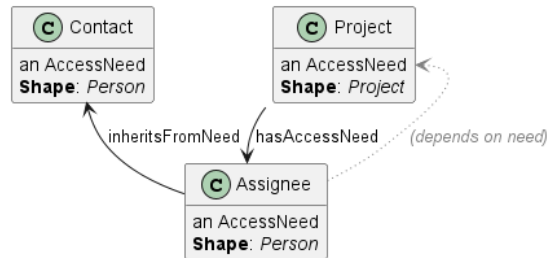 C Contact
an AccessNeed
Shape: Person
C Project
an AccessNeed
Shape: Project
inheritsFromNeed
hasAccessNeed
(depends on need)
C Assignee
an AccessNeed
Shape: Person